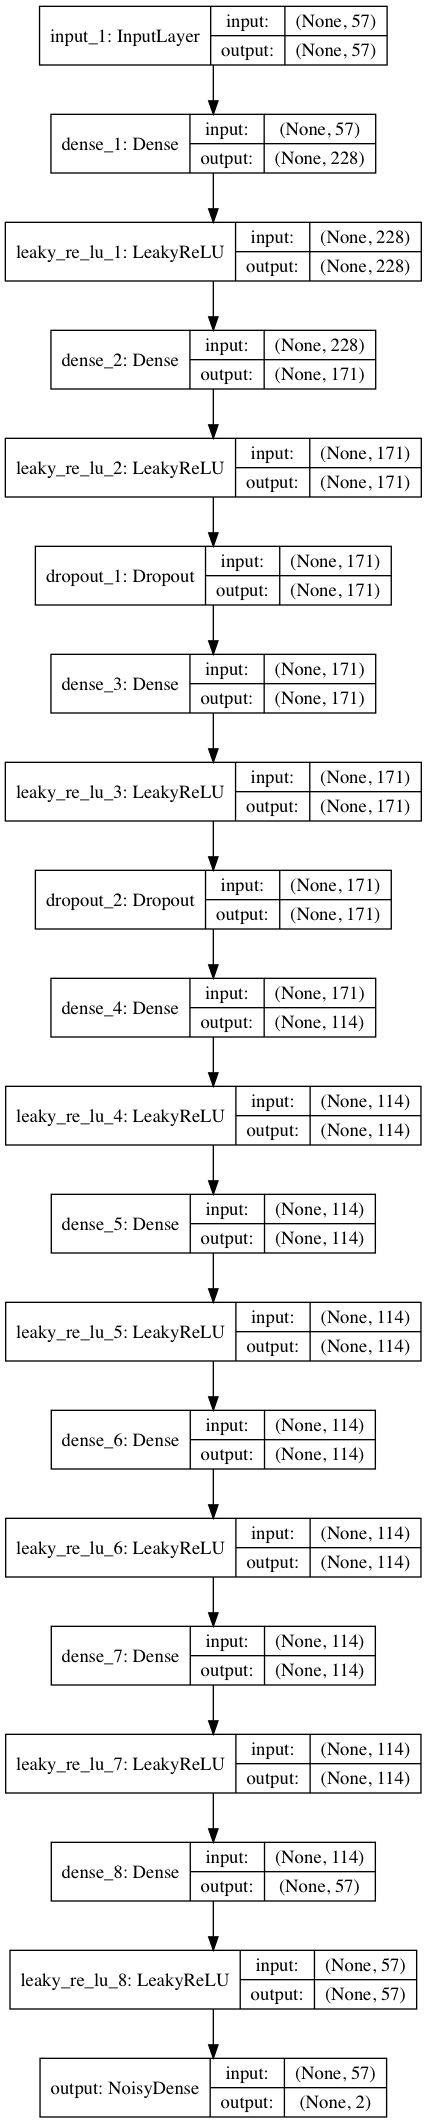 input_1: InputLayer
input: (None, 57)
output: (None, 57)
dense_1: Dense
input: (None, 57)
output: (None, 228)
leaky_re_lu_1: LeakyReLU
input: (None, 228)
output: (None, 228)
dense_2: Dense
input: (None, 228)
output: (None, 171)
leaky_re_lu_2: LeakyReLU
input: (None, 171)
output: (None, 171)
dropout_1: Dropout
input: (None, 171)
output: (None, 171)
dense_3: Dense
input: (None, 171)
output: (None, 171)
leaky_re_lu_3: LeakyReLU
input: (None, 171)
output: (None, 171)
dropout_2: Dropout
input: (None, 171)
output: (None, 171)
dense_4: Dense
input: (None, 171)
output: (None, 114)
leaky_re_lu_4: LeakyReLU
input: (None, 114)
output: (None, 114)
dense_5: Dense
input: (None, 114)
output: (None, 114)
leaky_re_lu_5: LeakyReLU
input: (None, 114)
output: (None, 114)
dense_6: Dense
input: (None, 114)
output: (None, 114)
leaky_re_lu_6: LeakyReLU
input: (None, 114)
output: (None, 114)
dense_7: Dense
input: (None, 114)
output: (None, 114)
leaky_re_lu_7: LeakyReLU
input: (None, 114)
output: (None, 114)
dense_8: Dense
input: (None, 114)
output: (None, 57)
leaky_re_lu_8: LeakyReLU
input: (None, 57)
output: (None, 57)
output: NoisyDense
input: (None, 57)
output: (None, 2)